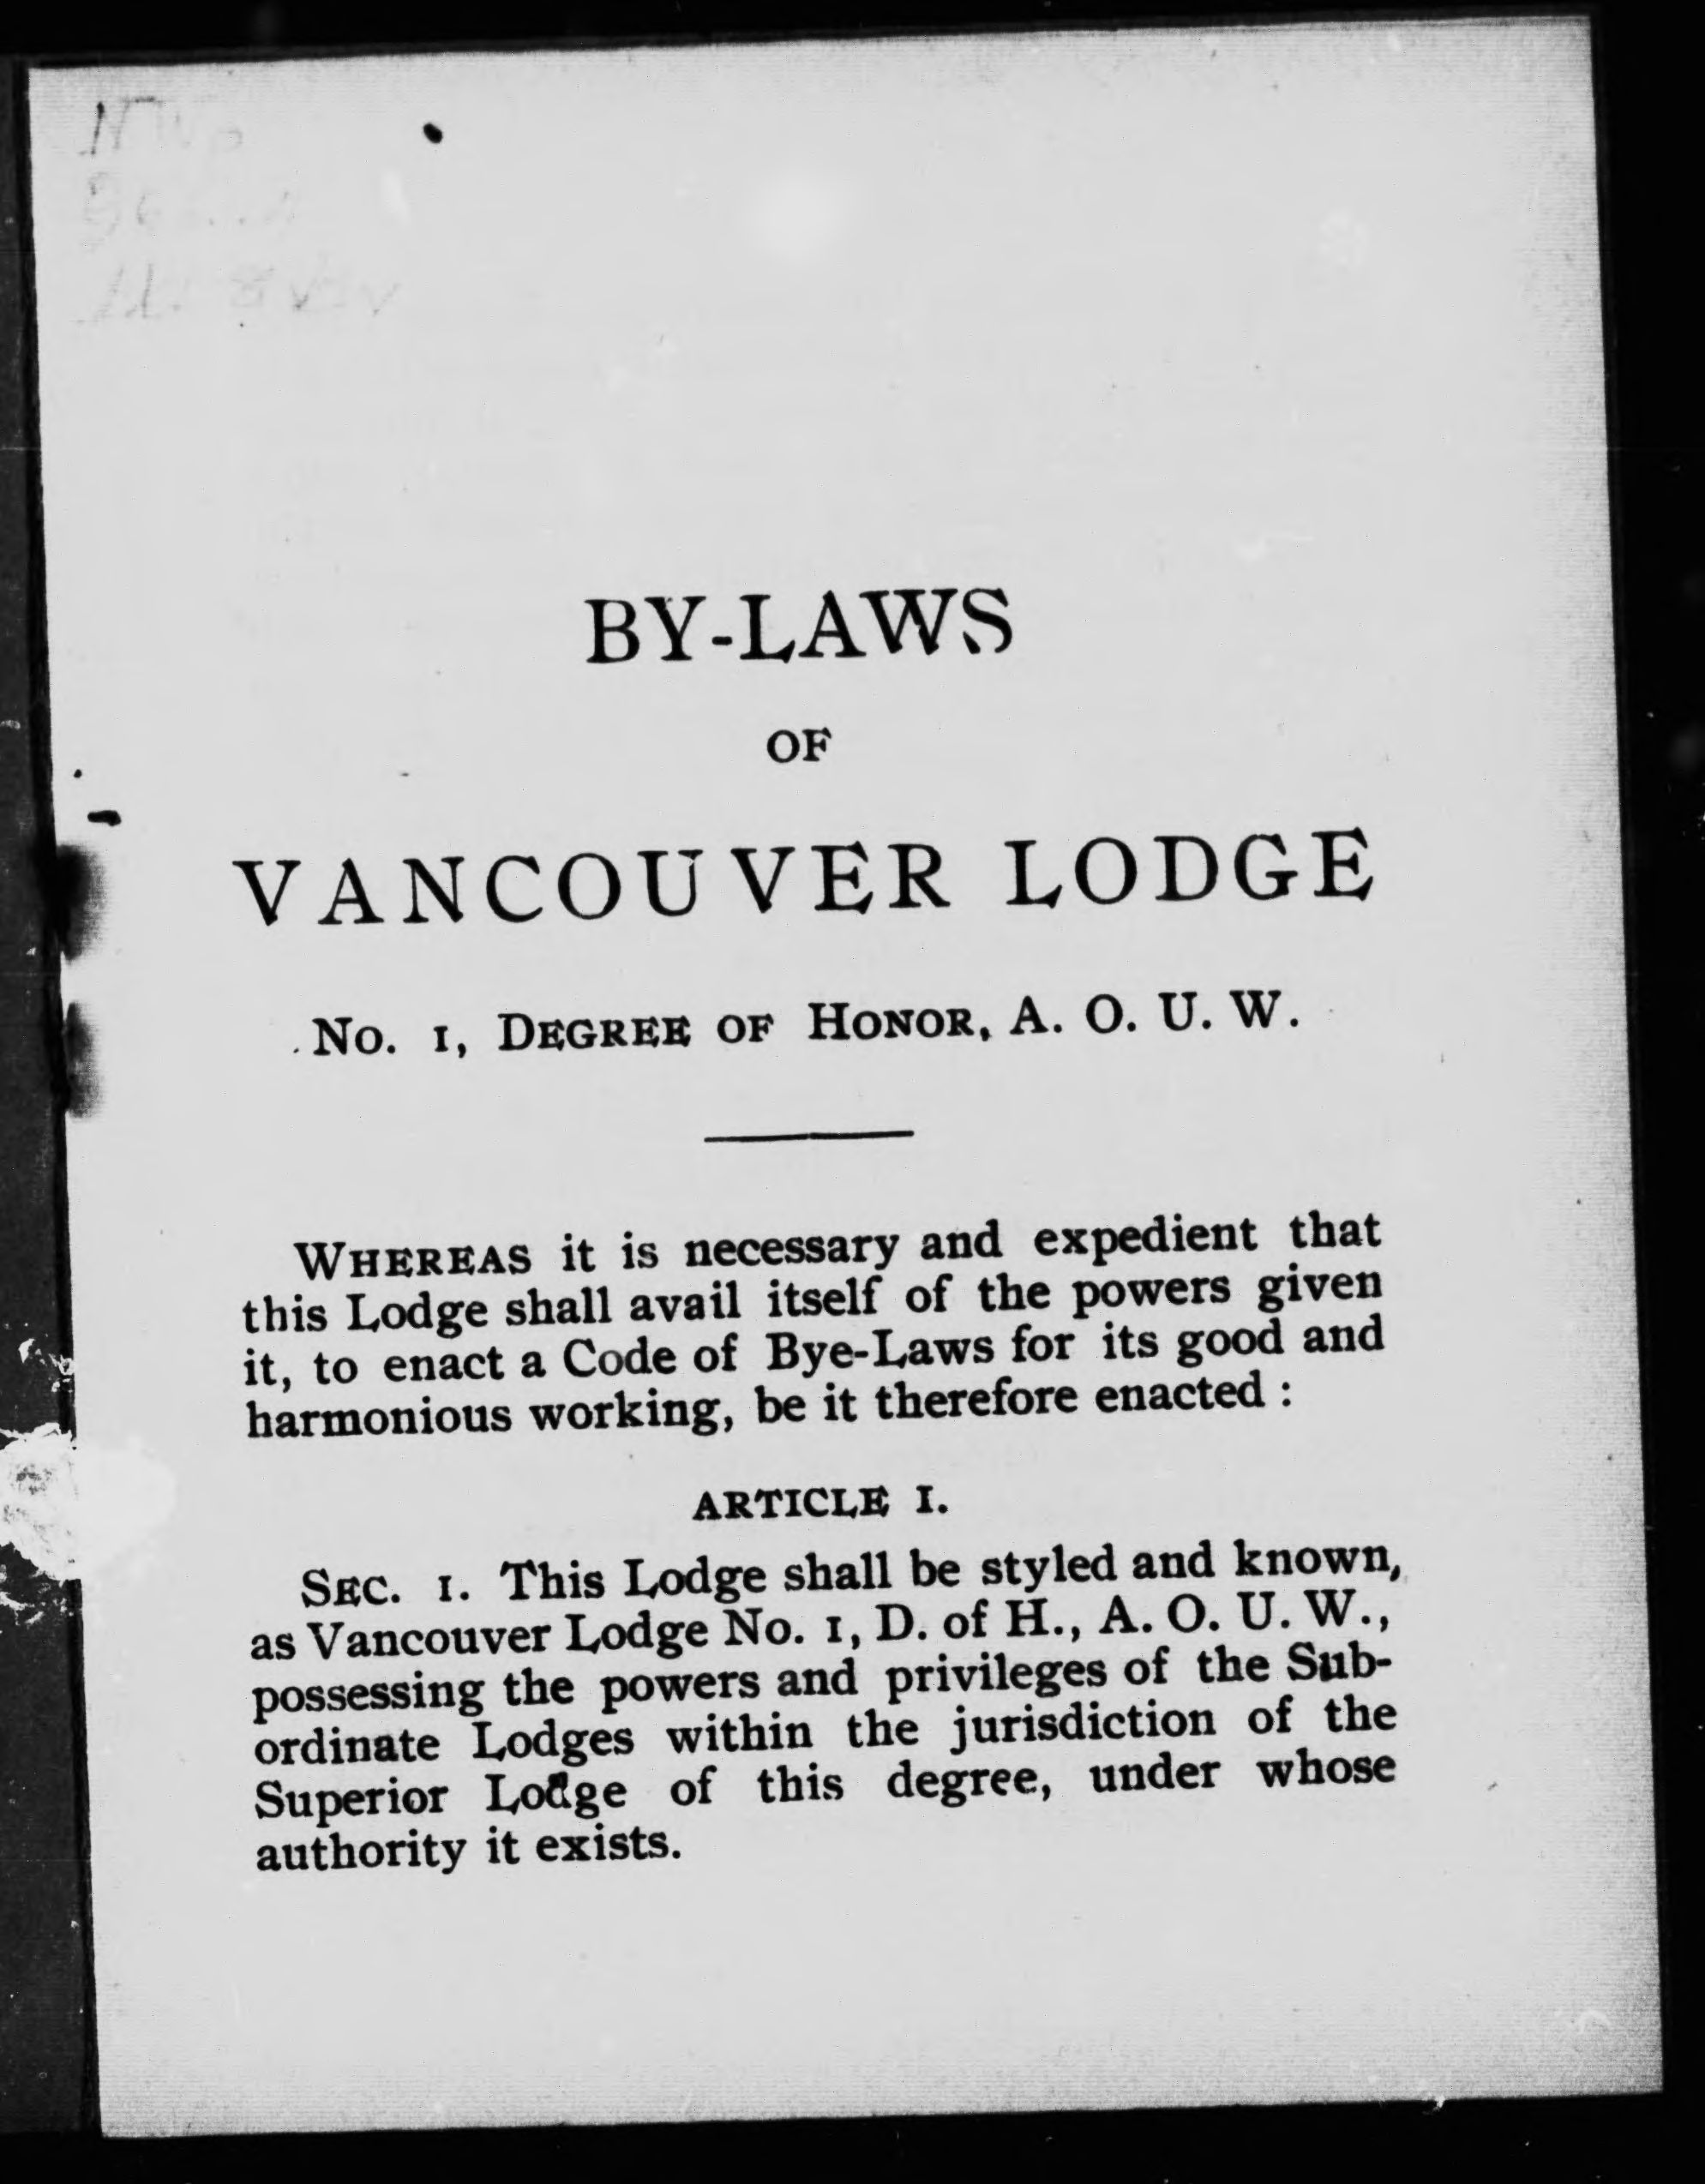 BY-LAWS
OF
VANCOUVER LODGE
No. 1, Degree of Honor, A. O. U. W.
Whereas it is necessary and expedient that
this Lodge shall avail itself of the powers given
it, to enact a Code of Bye-Laws for its good and
harmonious working, be it therefore enacted :
ARTICLE I.
Sec. 1. This Lodge shall be styled and known,
as Vancouver Lodge No. 1, D. of H., A. O. U. W.,
possessing the powers and privileges of the Sub-
ordinate Lodges within the jurisdiction of the
Superior Lodge of this degree, under whose
authority it exists.